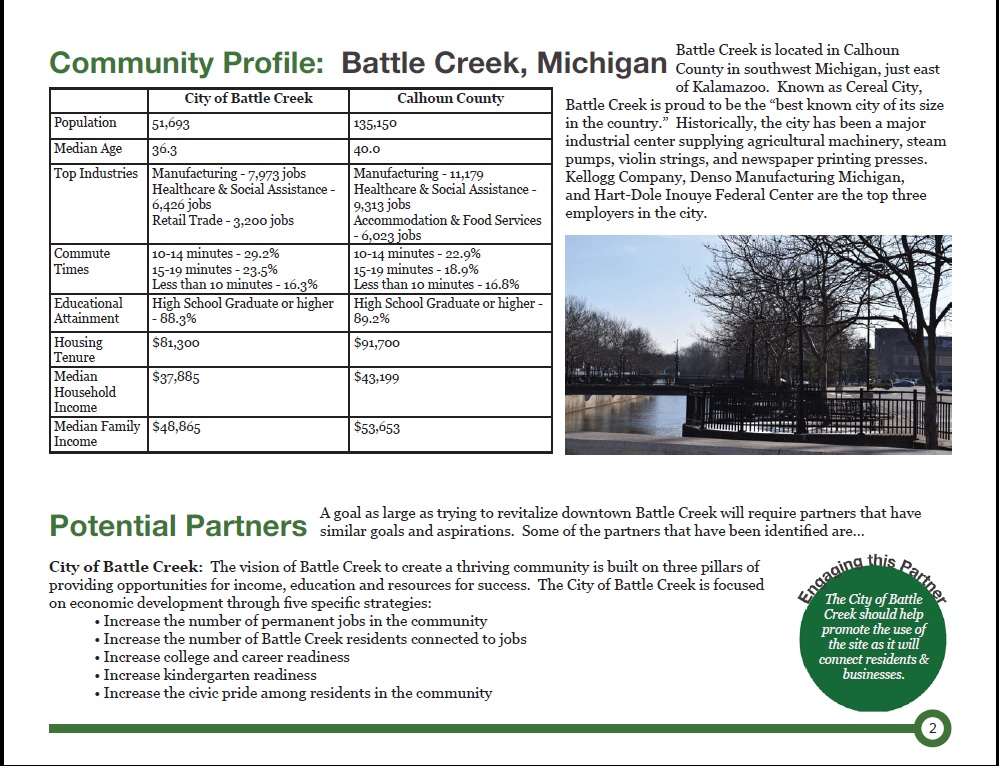 Community Profile:  Battle Creek, Michigan
Battle Creek is located in Calhoun
County in southwest Michigan, just east
of Kalamazoo.  Known as Cereal City,
Battle Creek is proud to be the “best known city of its size
in the country.”  Historically, the city has been a major
industrial center supplying agricultural machinery, steam
pumps, violin strings, and newspaper printing presses.
Kellogg Company, Denso Manufacturing Michigan,
and Hart-Dole Inouye Federal Center are the top three
employers in the city.
City of Battle Creek
Calhoun County
Population
51,693
135,150
Median Age
36.3
40.0
Top Industries
Manufacturing - 7,973 jobs
Healthcare & Social Assistance -
6,426 jobs
Retail Trade - 3,200 jobs
Manufacturing - 11,179
Healthcare & Social Assistance -
9,313 jobs
Accommodation & Food Services
- 6,023 jobs
Commute
Times
10-14 minutes - 29.2%
15-19 minutes - 23.5%
Less than 10 minutes - 16.3%
10-14 minutes - 22.9%
15-19 minutes - 18.9%
Less than 10 minutes - 16.8%
Educational
Attainment
High School Graduate or higher
- 88.3%
High School Graduate or higher -
89.2%
Housing
Tenure
$81,300
$91,700
Median
Household
Income
$37,885
$43,199
Median Family
Income
$48,865
$53,653
Potential Partners
A goal as large as trying to revitalize downtown Battle Creek will require partners that have
similar goals and aspirations.  Some of the partners that have been identified are...
City of Battle Creek:  The vision of Battle Creek to create a thriving community is built on three pillars of
providing opportunities for income, education and resources for success.  The City of Battle Creek is focused
on economic development through five specific strategies:
• Increase the number of permanent jobs in the community
• Increase the number of Battle Creek residents connected to jobs
• Increase college and career readiness
• Increase kindergarten readiness
• Increase the civic pride among residents in the community
Engaging this Partner
The City of Battle
Creek should help
promote the use of
the site as it will
connect residents &
businesses.
2